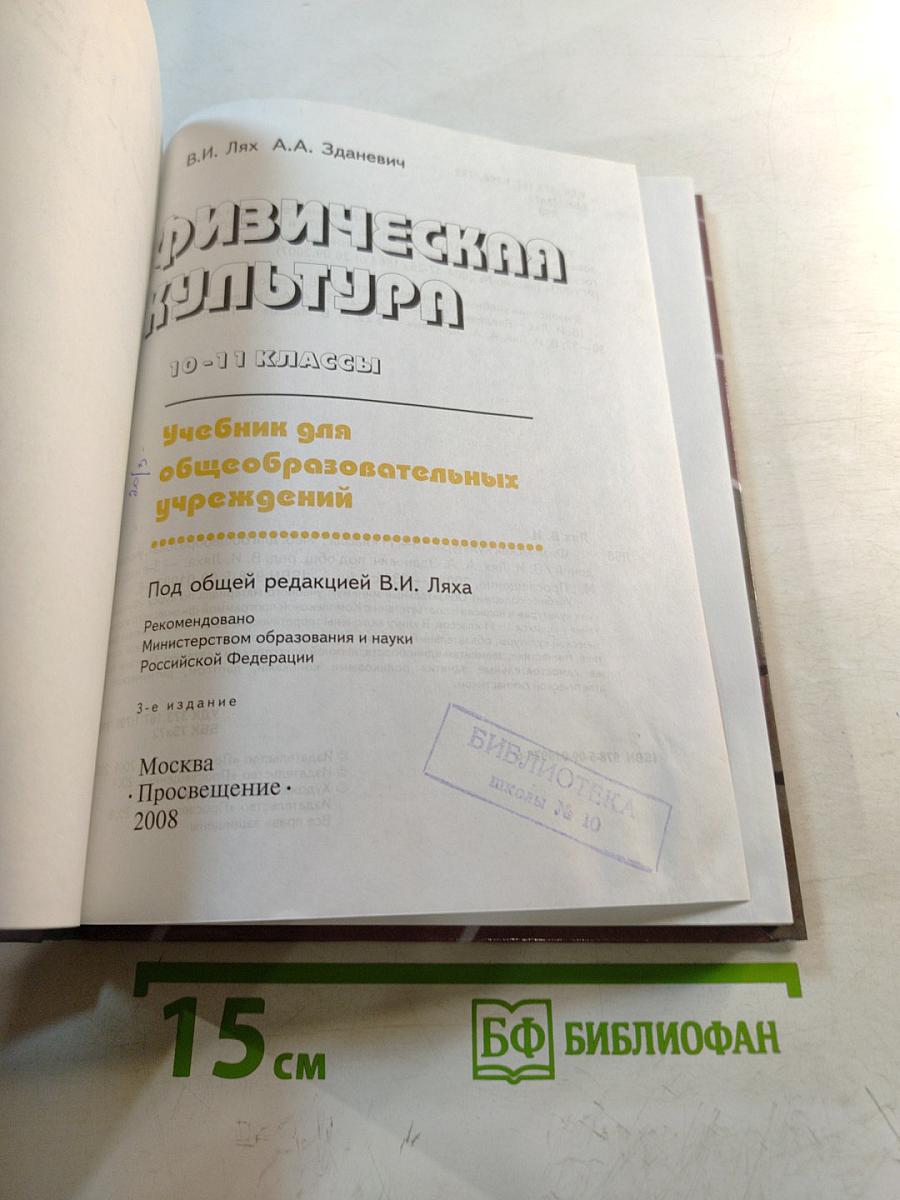 В.И. Лях А.А. Зданевич
ФИЗИЧЕСКАЯ
КУЛЬТУРА
10-11 КЛАССЫ
Учебник для
общеобразовательных
учреждений
Под общей редакцией В.И. Ляха
Рекомендовано
Министерством образования и науки
Российской Федерации
3-е издание
Москва
· Просвещение ·
2008
БИБЛИОТЕКА
школы № 10
15 см
БФ БИБЛИОФАН